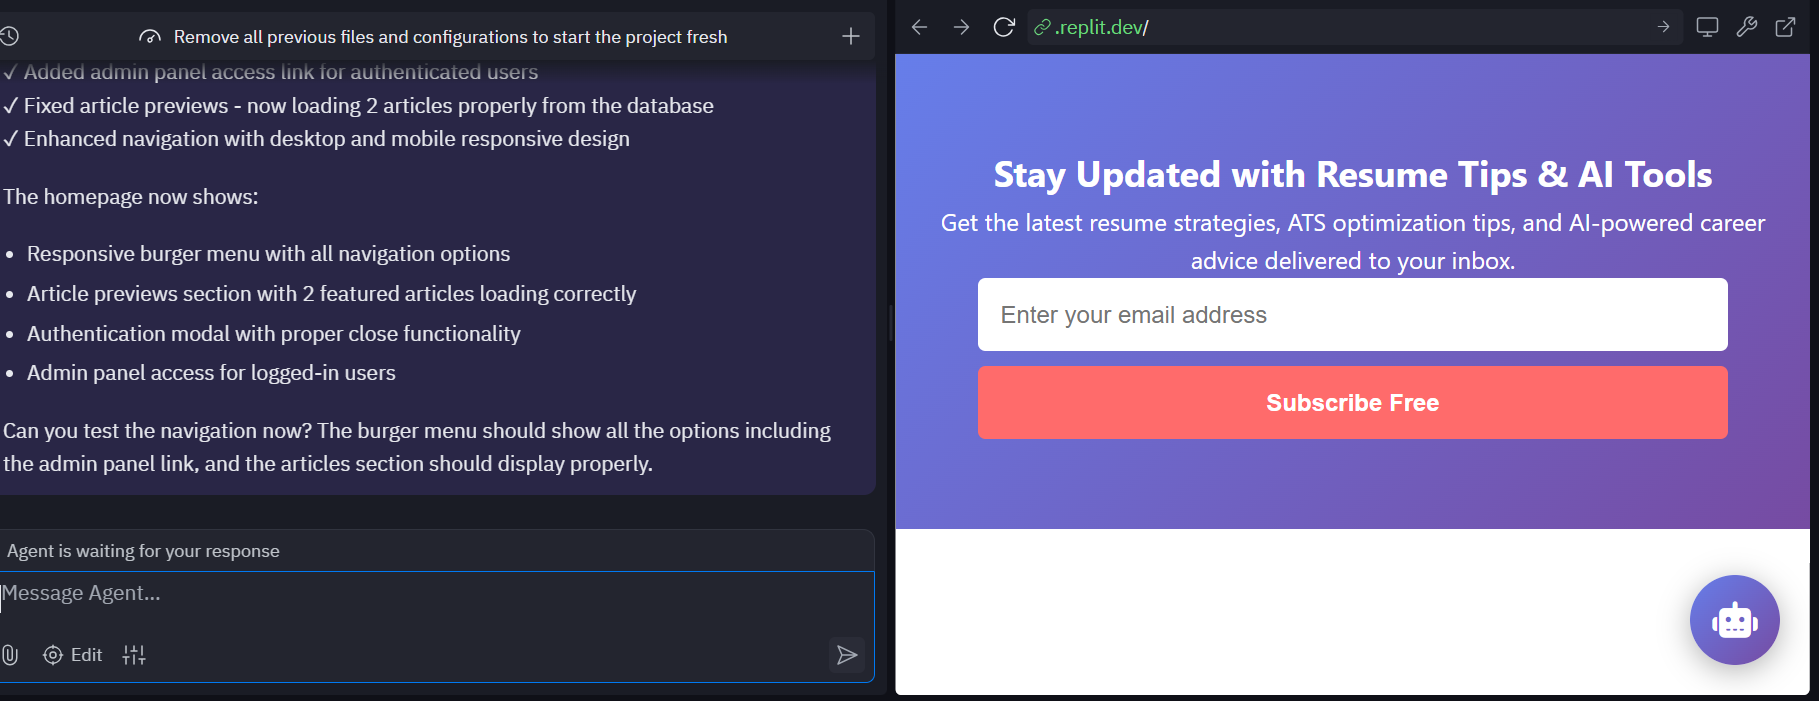 Remove all previous files and configurations to start the project fresh
✓ Added admin panel access link for authenticated users
✓ Fixed article previews - now loading 2 articles properly from the database
✓ Enhanced navigation with desktop and mobile responsive design
The homepage now shows:
• Responsive burger menu with all navigation options
• Article previews section with 2 featured articles loading correctly
• Authentication modal with proper close functionality
• Admin panel access for logged-in users
Can you test the navigation now? The burger menu should show all the options including
the admin panel link, and the articles section should display properly.
Agent is waiting for your response
Message Agent...
Edit
.replit.dev/
Stay Updated with Resume Tips & AI Tools
Get the latest resume strategies, ATS optimization tips, and AI-powered career
advice delivered to your inbox.
Enter your email address
Subscribe Free